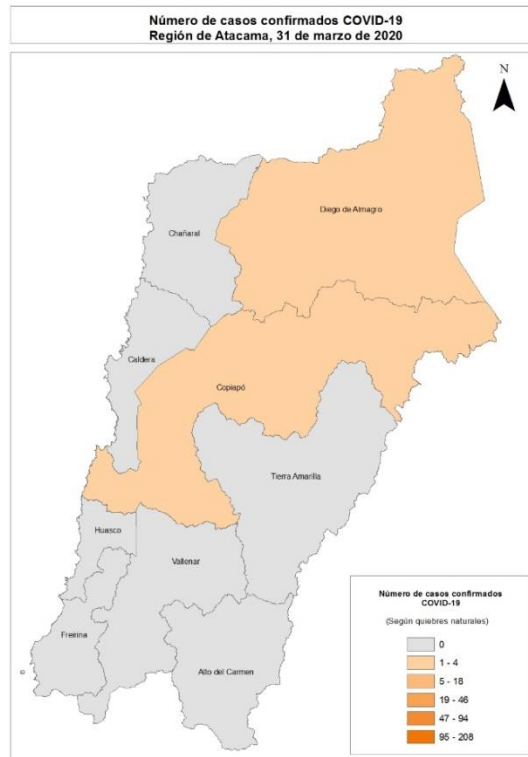 Número de casos confirmados COVID-19
Región de Atacama, 31 de marzo de 2020
N
Diego de Almagro
Chañaral
Caldera
Copiapó
Tierra Amarilla
Huasco
Vallenar
Freirina
Alto del Carmen
Número de casos confirmados
COVID-19
(Según quiebres naturales)
0
1 - 4
5 - 18
19 - 46
47 - 94
95 - 208